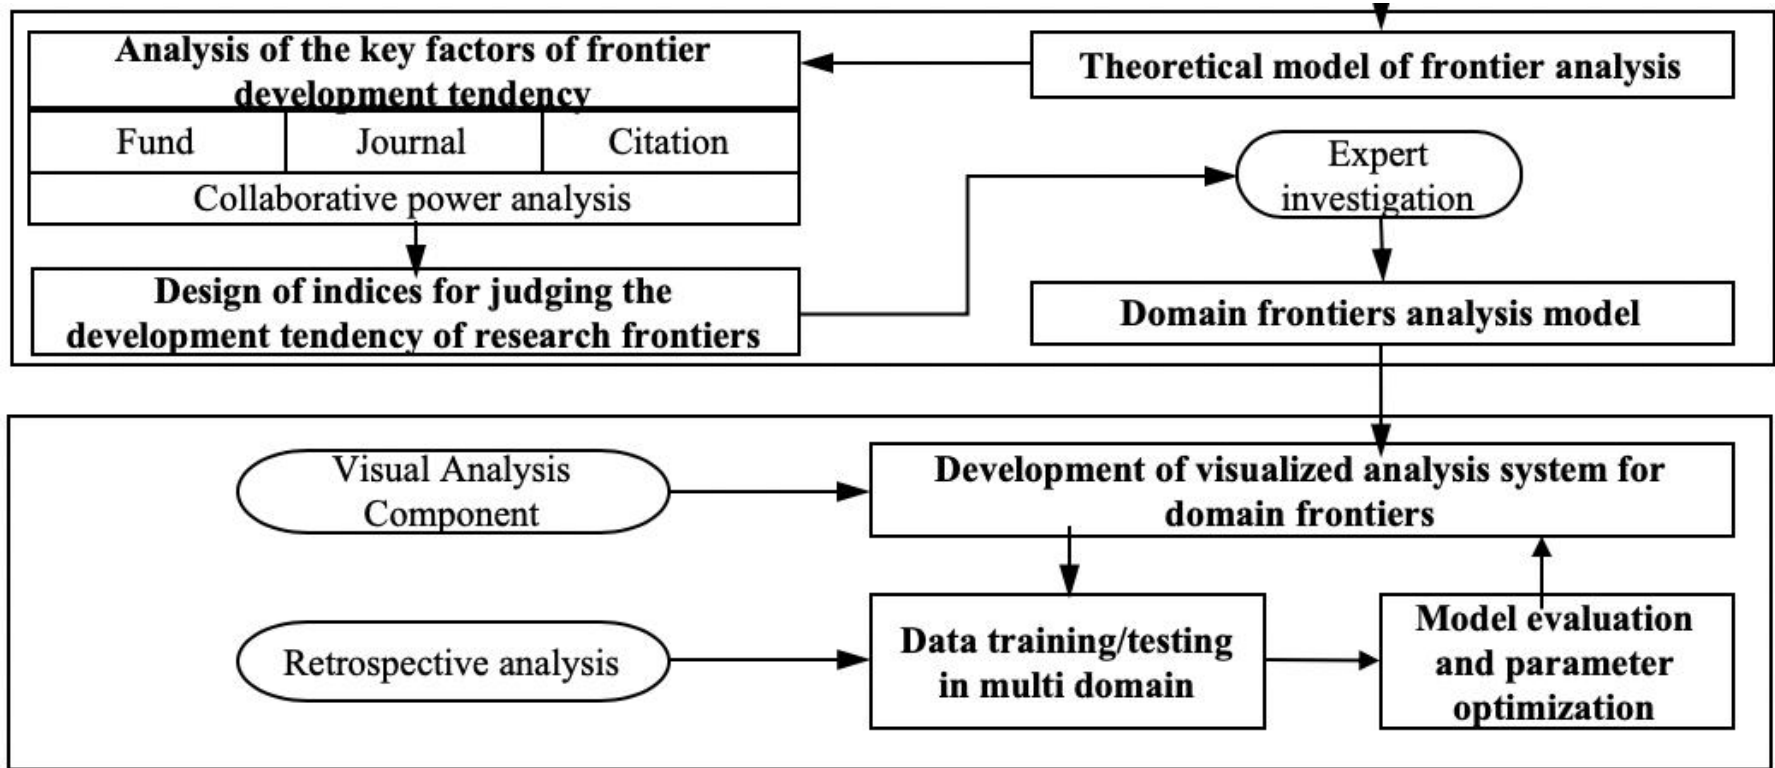 Analysis of the key factors of frontier
development tendency
Theoretical model of frontier analysis
Fund
Journal
Citation
Collaborative power analysis
Expert
investigation
Design of indices for judging the
development tendency of research frontiers
Domain frontiers analysis model
Visual Analysis
Component
Development of visualized analysis system for
domain frontiers
Retrospective analysis
Data training/testing
in multi domain
Model evaluation
and parameter
optimization